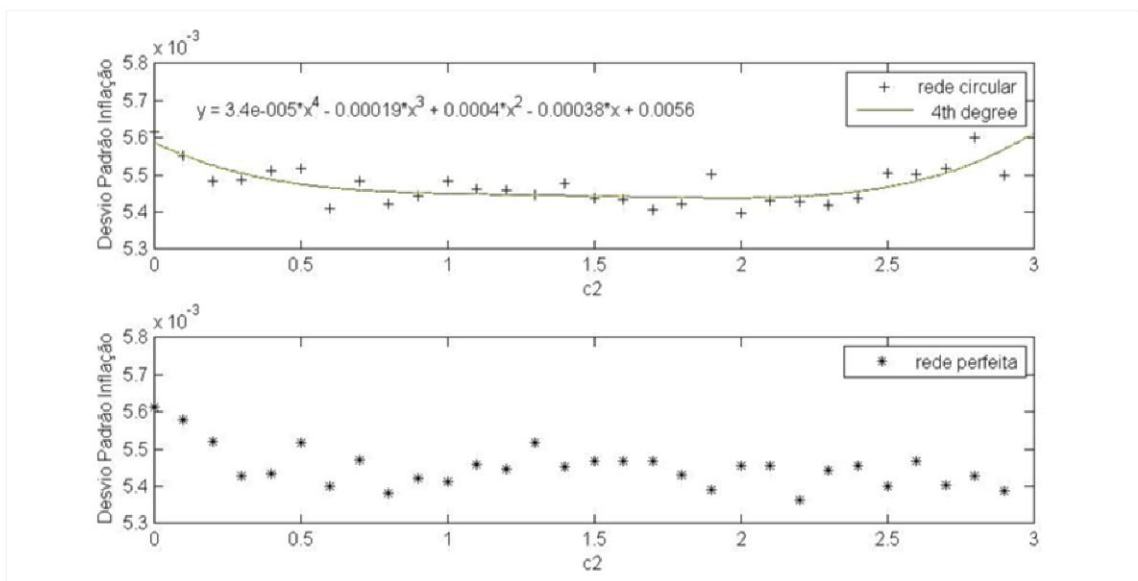 x 10^-3
5.8
5.7
5.6
5.5
5.4
5.3
Desvio Padrão Inflação
y = 3.4e-005*x^4 - 0.00019*x^3 + 0.0004*x^2 - 0.00038*x + 0.0056
+ rede circular
4th degree
0 0.5 1 1.5 2 2.5 3
c2
x 10^-3
5.8
5.7
5.6
5.5
5.4
5.3
Desvio Padrão Inflação
* rede perfeita
0 0.5 1 1.5 2 2.5 3
c2